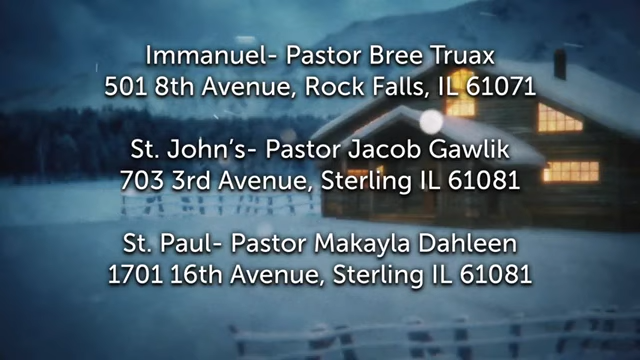 Immanuel- Pastor Bree Truax
501 8th Avenue, Rock Falls, IL 61071
St. John's- Pastor Jacob Gawlik
703 3rd Avenue, Sterling IL 61081
St. Paul- Pastor Makayla Dahleen
1701 16th Avenue, Sterling IL 61081